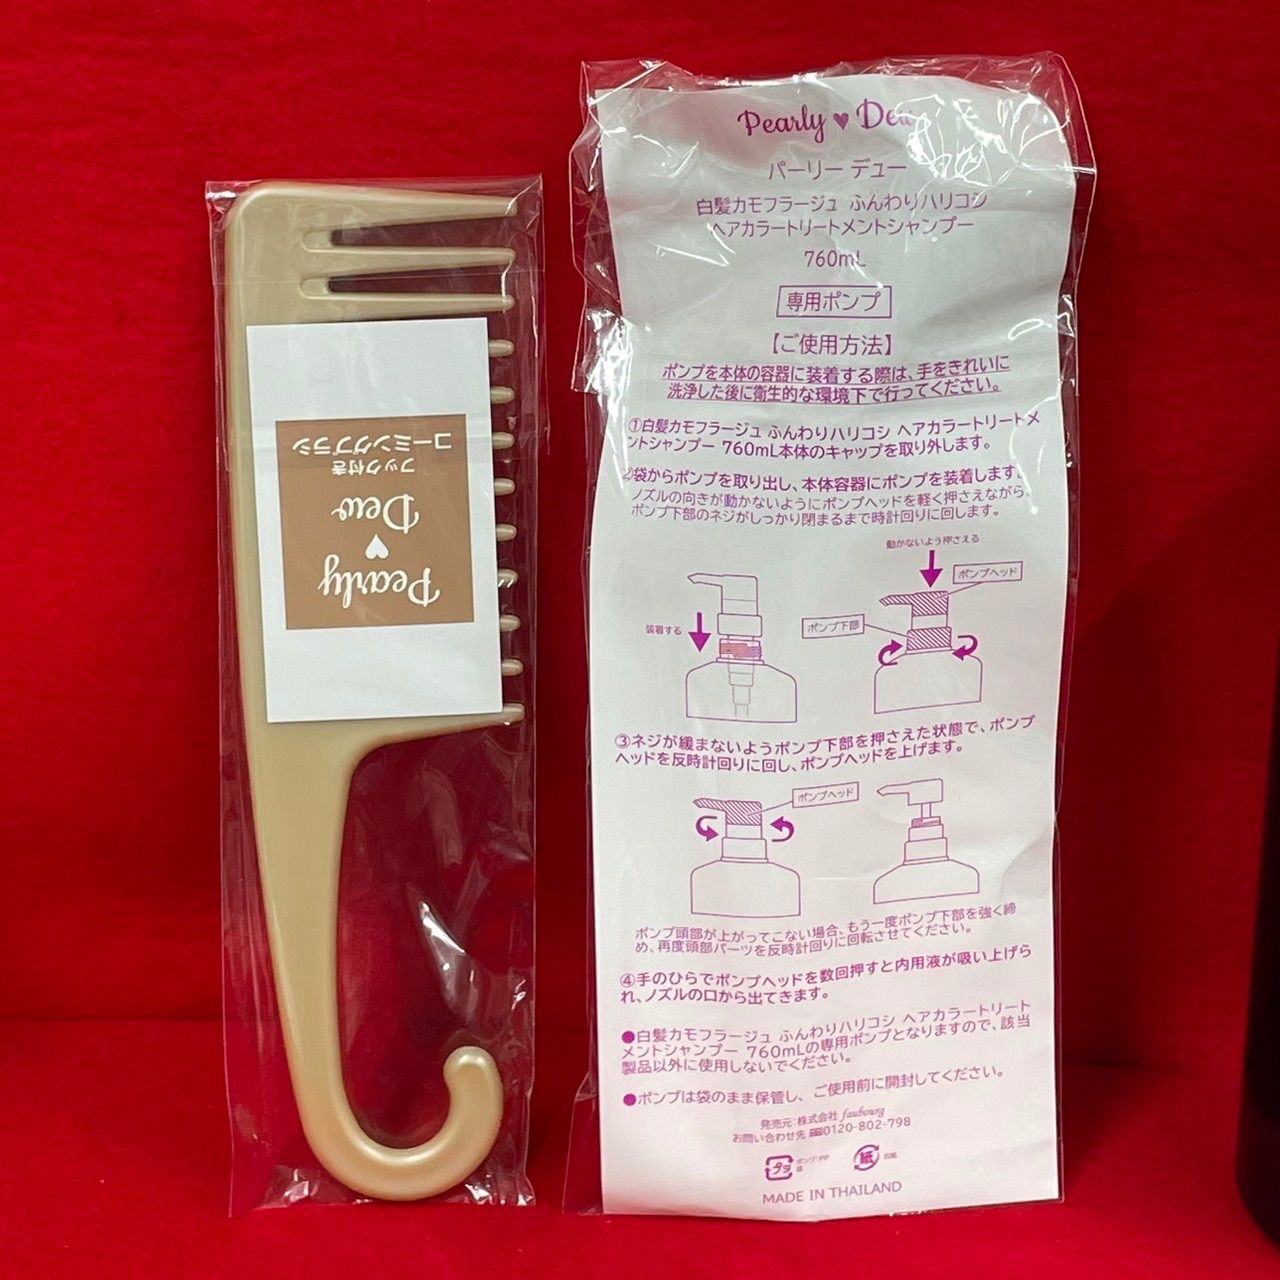 コーミングブラシ
フック付き
Pearly
Dew
Pearly ♥ Dew
パーリー デュー
白髪カモフラージュ ふんわりハリコシ
ヘアカラートリートメントシャンプー
760mL
専用ポンプ
【ご使用方法】
ポンプを本体の容器に装着する際は、手をきれいに
洗浄した後に衛生的な環境下で行ってください。
①白髪カモフラージュ ふんわりハリコシ ヘアカラートリートメ
ントシャンプー 760mL本体のキャップを取り外します。
②袋からポンプを取り出し、本体容器にポンプを装着します。
ノズルの向きが動かないようにポンプヘッドを軽く押さえながら、
ポンプ下部のネジがしっかり閉まるまで時計回りに回します。
動かないよう押さえる
ポンプヘッド
装着する
ポンプ下部
③ネジが緩まないようポンプ下部を押さえた状態で、ポンプ
ヘッドを反時計回りに回し、ポンプヘッドを上げます。
ポンプヘッド
ポンプ頭部が上がってこない場合、もう一度ポンプ下部を強く締
め、再度頭部パーツを反時計回りに回転させてください。
④手のひらでポンプヘッドを数回押すと内用液が吸い上げら
れ、ノズルの口から出てきます。
●白髪カモフラージュ ふんわりハリコシ ヘアカラートリート
メントシャンプー 760mLの専用ポンプとなりますので、該当
製品以外に使用しないでください。
●ポンプは袋のまま保管し、ご使用前に開封してください。
発売元:株式会社 faubourg
お問い合わせ先 0120-802-798
プラ ポンプ:PP
紙 台紙
MADE IN THAILAND